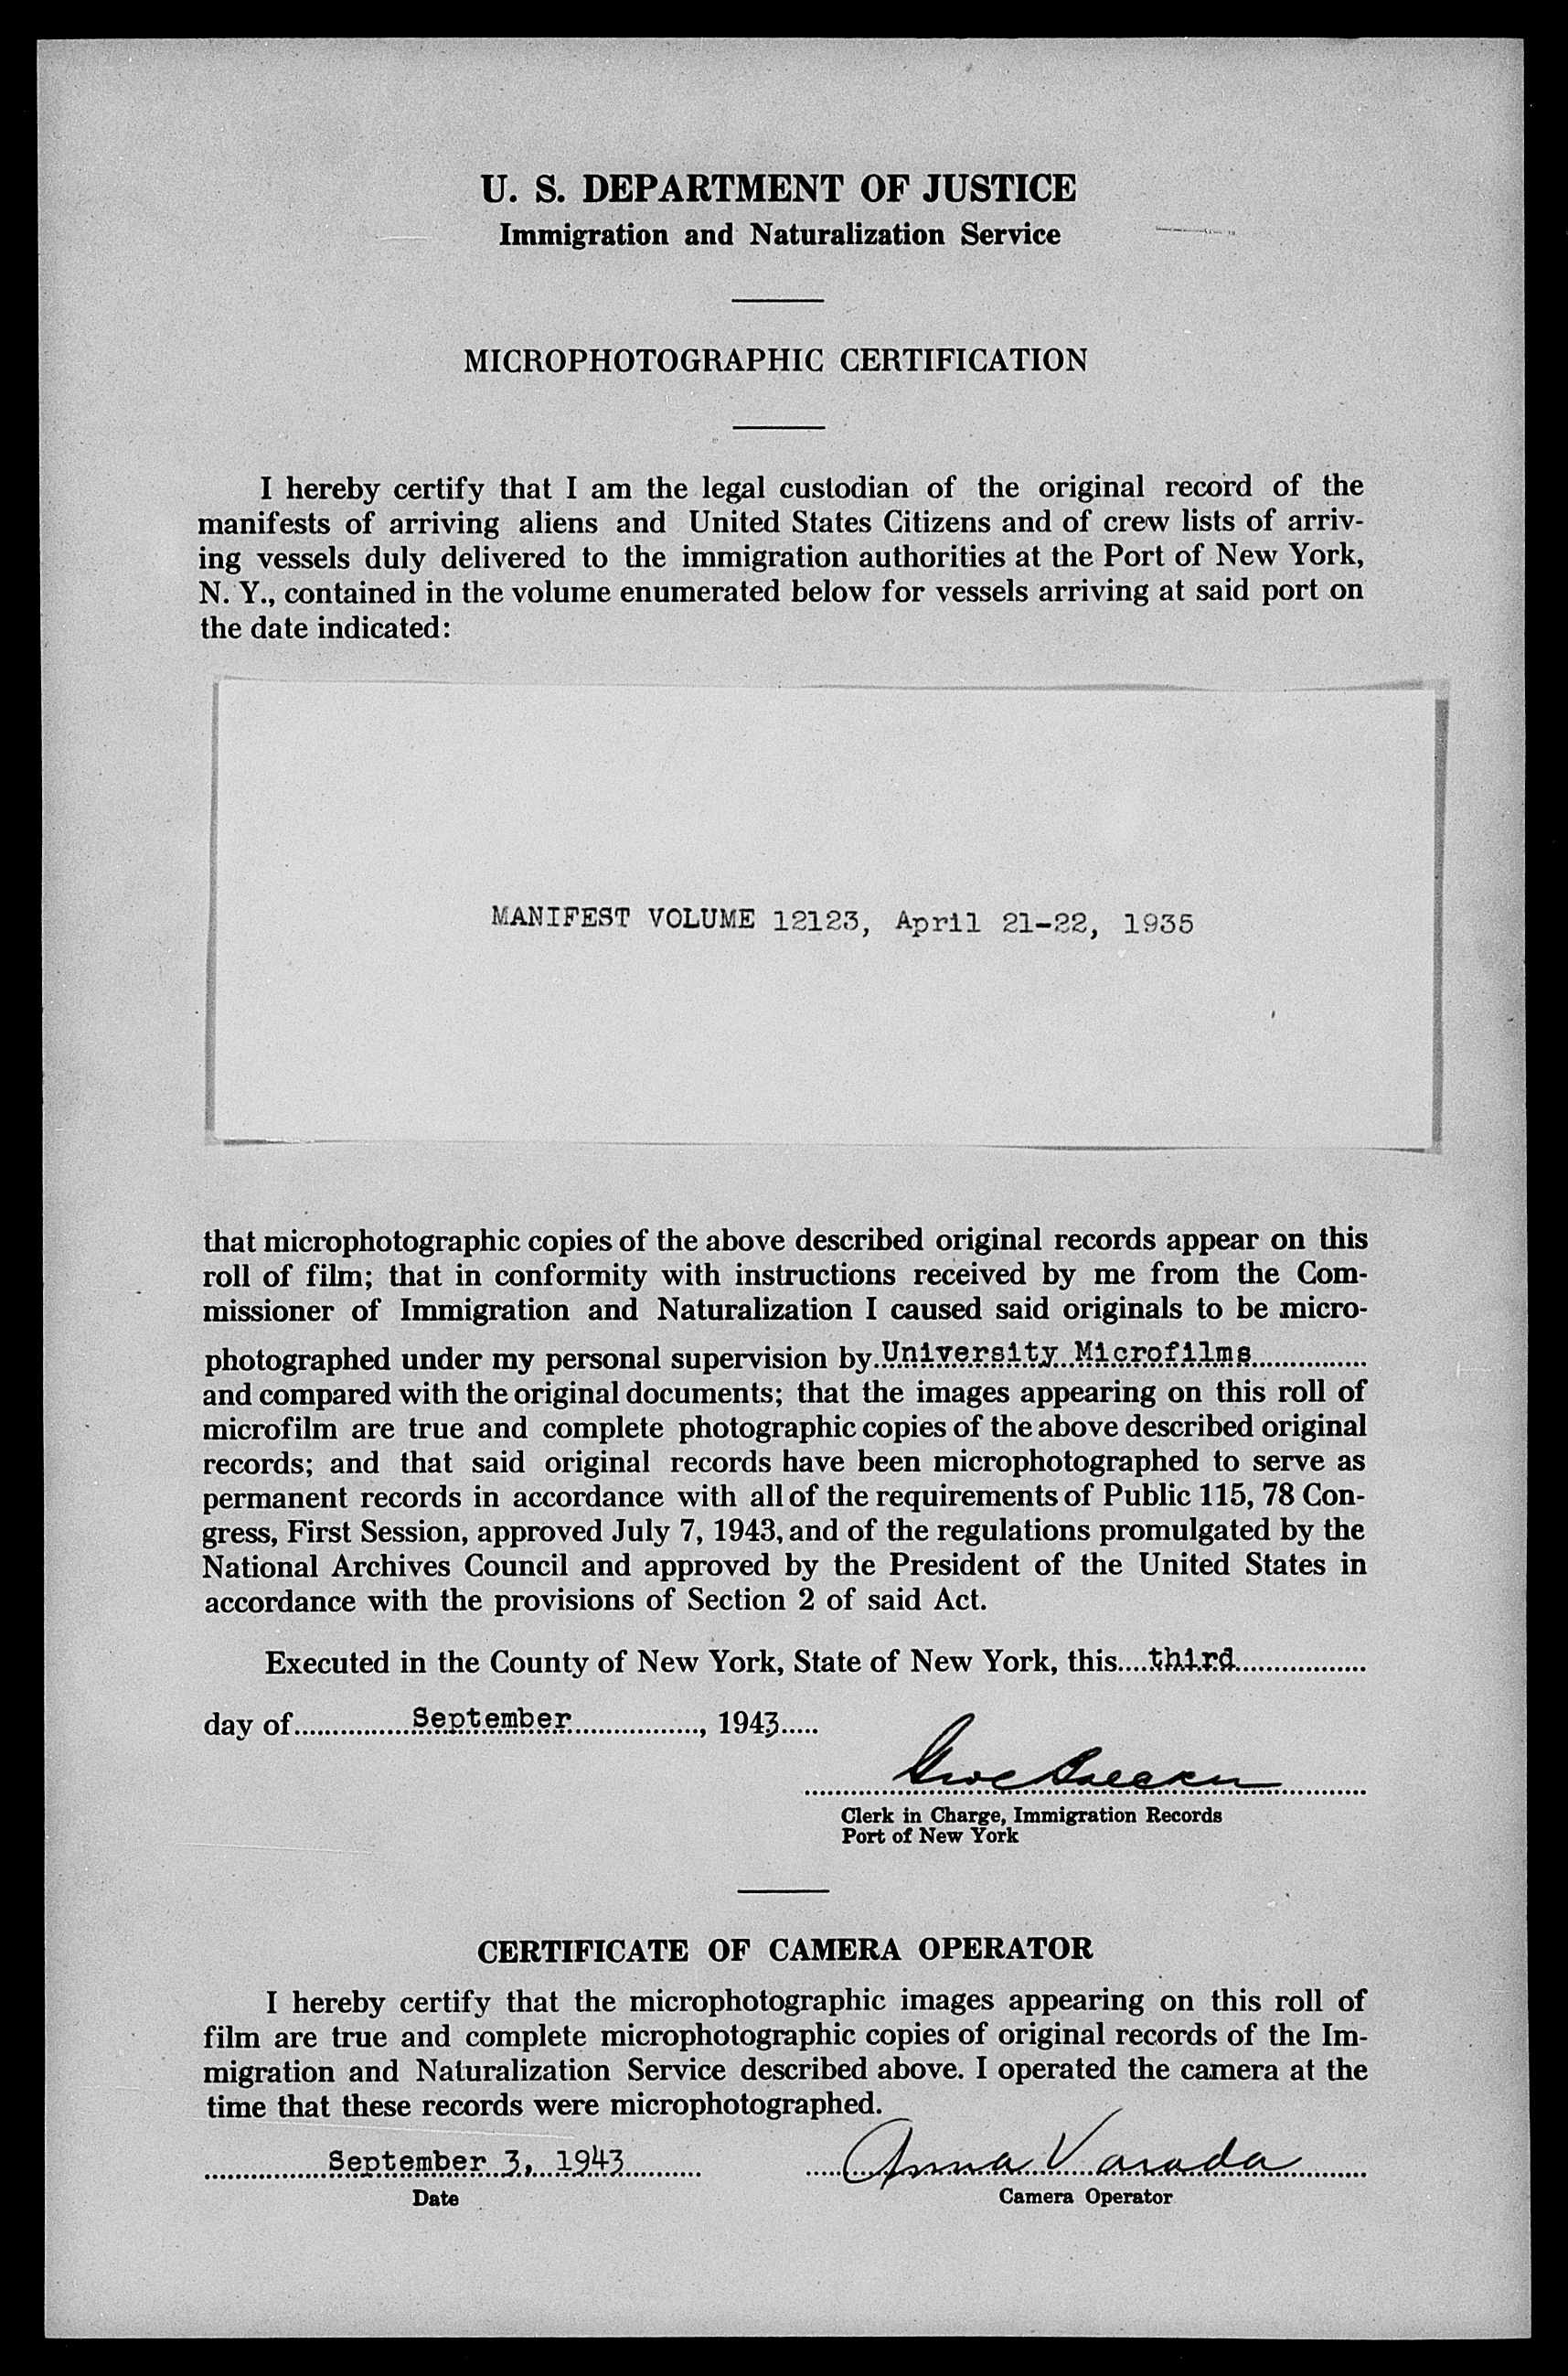 U. S. DEPARTMENT OF JUSTICE
Immigration and Naturalization Service
MICROPHOTOGRAPHIC CERTIFICATION
I hereby certify that I am the legal custodian of the original record of the
manifests of arriving aliens and United States Citizens and of crew lists of arriv-
ing vessels duly delivered to the immigration authorities at the Port of New York,
N. Y., contained in the volume enumerated below for vessels arriving at said port on
the date indicated:
MANIFEST VOLUME 12123, April 21-22, 1935
that microphotographic copies of the above described original records appear on this
roll of film; that in conformity with instructions received by me from the Com-
missioner of Immigration and Naturalization I caused said originals to be micro-
photographed under my personal supervision by University Microfilms
and compared with the original documents; that the images appearing on this roll of
microfilm are true and complete photographic copies of the above described original
records; and that said original records have been microphotographed to serve as
permanent records in accordance with all of the requirements of Public 115, 78 Con-
gress, First Session, approved July 7, 1943, and of the regulations promulgated by the
National Archives Council and approved by the President of the United States in
accordance with the provisions of Section 2 of said Act.
Executed in the County of New York, State of New York, this....third
day of September, 1943
Clerk in Charge, Immigration Records
Port of New York
CERTIFICATE OF CAMERA OPERATOR
I hereby certify that the microphotographic images appearing on this roll of
film are true and complete microphotographic copies of original records of the Im-
migration and Naturalization Service described above. I operated the camera at the
time that these records were microphotographed.
September 3, 1943 Anna Varada
Date Camera Operator